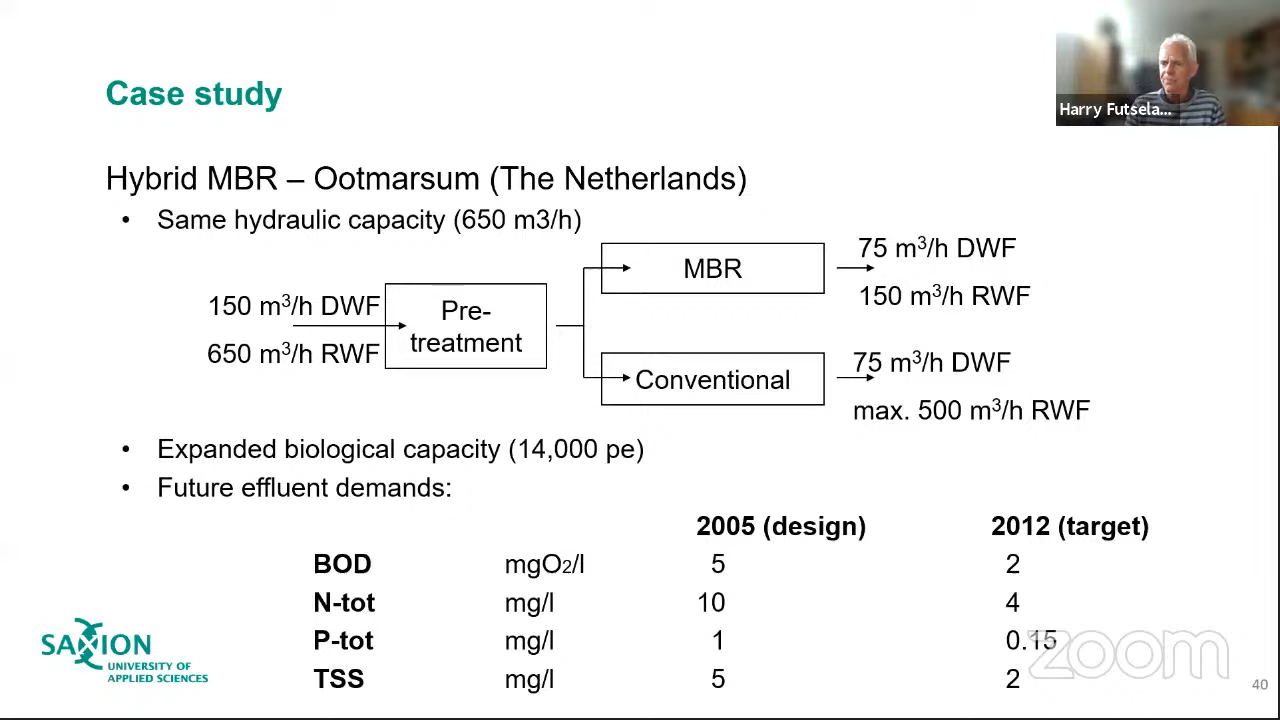 Harry Futsela...
Case study
Hybrid MBR – Ootmarsum (The Netherlands)
• Same hydraulic capacity (650 m3/h)
150 m³/h DWF
650 m³/h RWF
Pre-
treatment
MBR
75 m³/h DWF
150 m³/h RWF
Conventional
75 m³/h DWF
max. 500 m³/h RWF
• Expanded biological capacity (14,000 pe)
• Future effluent demands:
2005 (design) 2012 (target)
BOD mgO₂/l 5 2
N-tot mg/l 10 4
P-tot mg/l 1 0.15
TSS mg/l 5 2
SAXION
UNIVERSITY OF
APPLIED SCIENCES
zoom
40